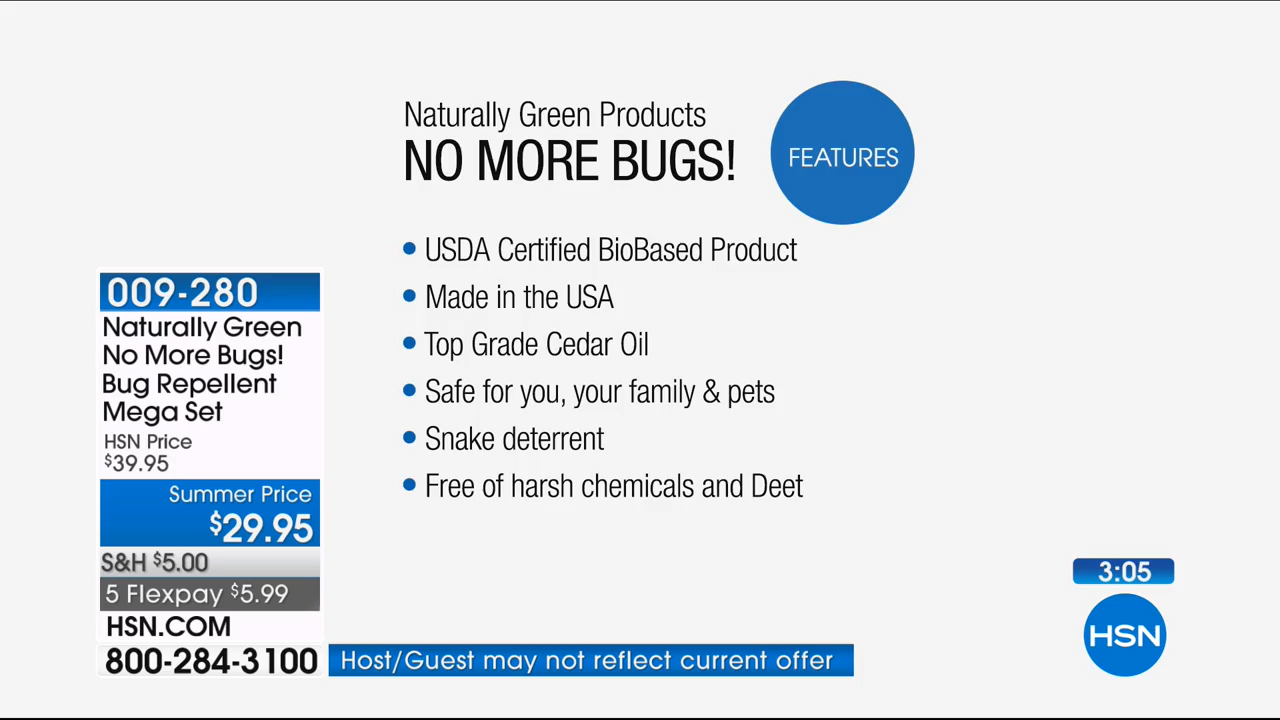 Naturally Green Products
NO MORE BUGS!
FEATURES
• USDA Certified BioBased Product
• Made in the USA
• Top Grade Cedar Oil
• Safe for you, your family & pets
• Snake deterrent
• Free of harsh chemicals and Deet
009-280
Naturally Green
No More Bugs!
Bug Repellent
Mega Set
HSN Price
$39.95
Summer Price
$29.95
S&H $5.00
5 Flexpay $5.99
HSN.COM
800-284-3100
Host/Guest may not reflect current offer
3:05
HSN